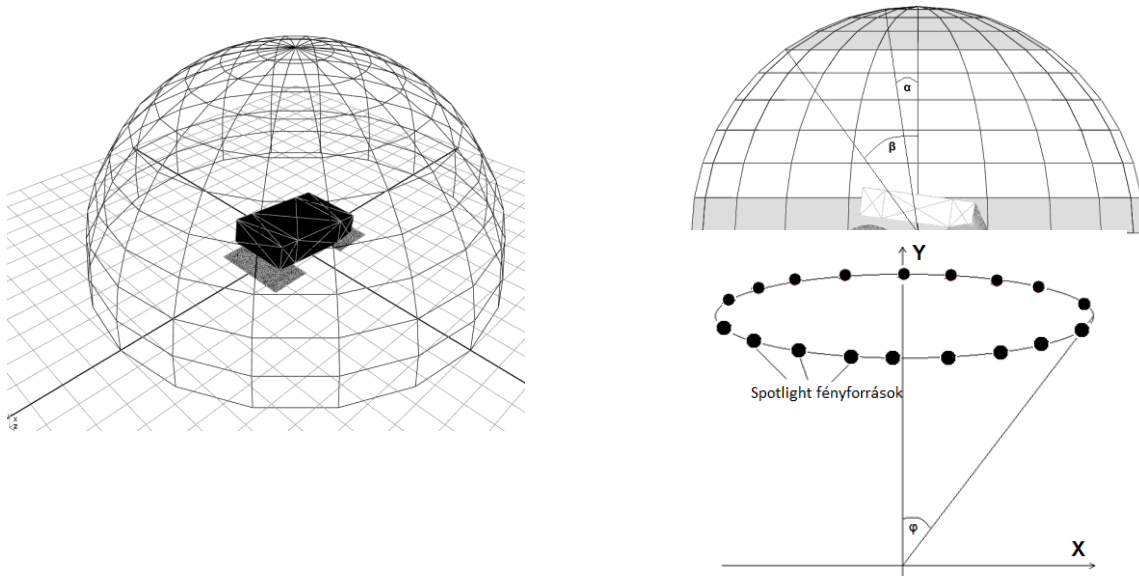 α
β
Y
Spotlight fényforrások
φ
X